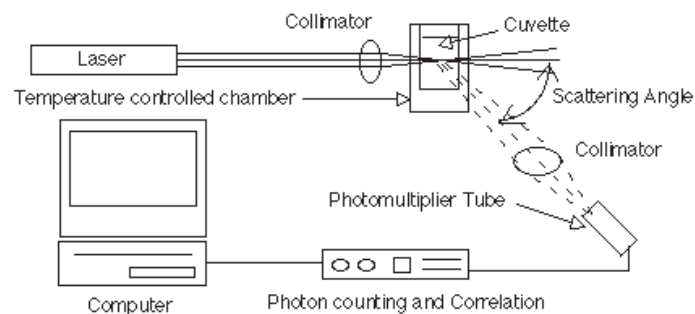 Collimator
Cuvette
Laser
Temperature controlled chamber
Scattering Angle
Collimator
Photomultiplier Tube
Computer
Photon counting and Correlation